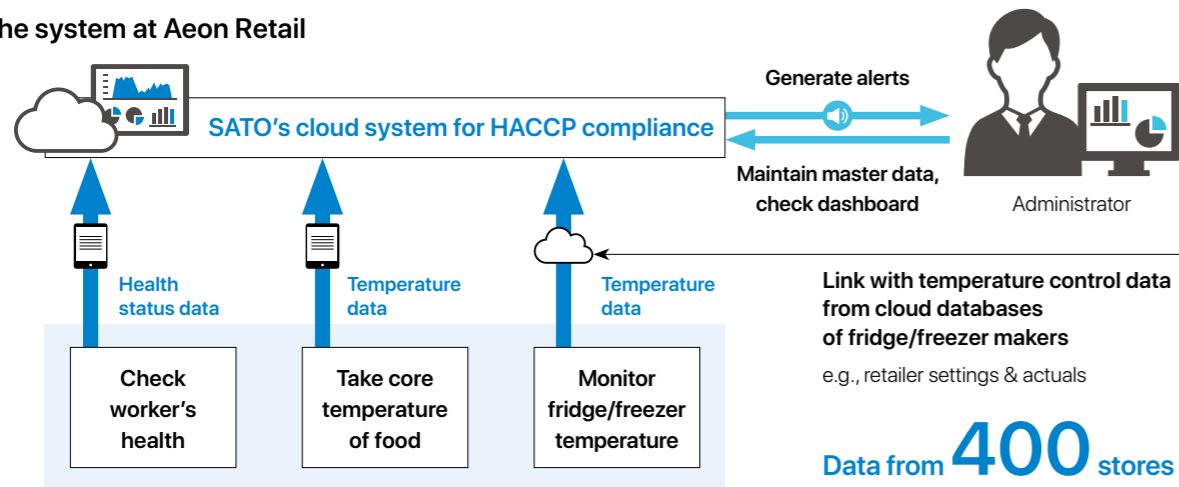 he system at Aeon Retail
SATO's cloud system for HACCP compliance
Generate alerts
Maintain master data,
check dashboard
Administrator
Health
status data
Temperature
data
Temperature
data
Link with temperature control data
from cloud databases
of fridge/freezer makers
e.g., retailer settings & actuals
Check
worker's
health
Take core
temperature
of food
Monitor
fridge/freezer
temperature
Data from 400 stores